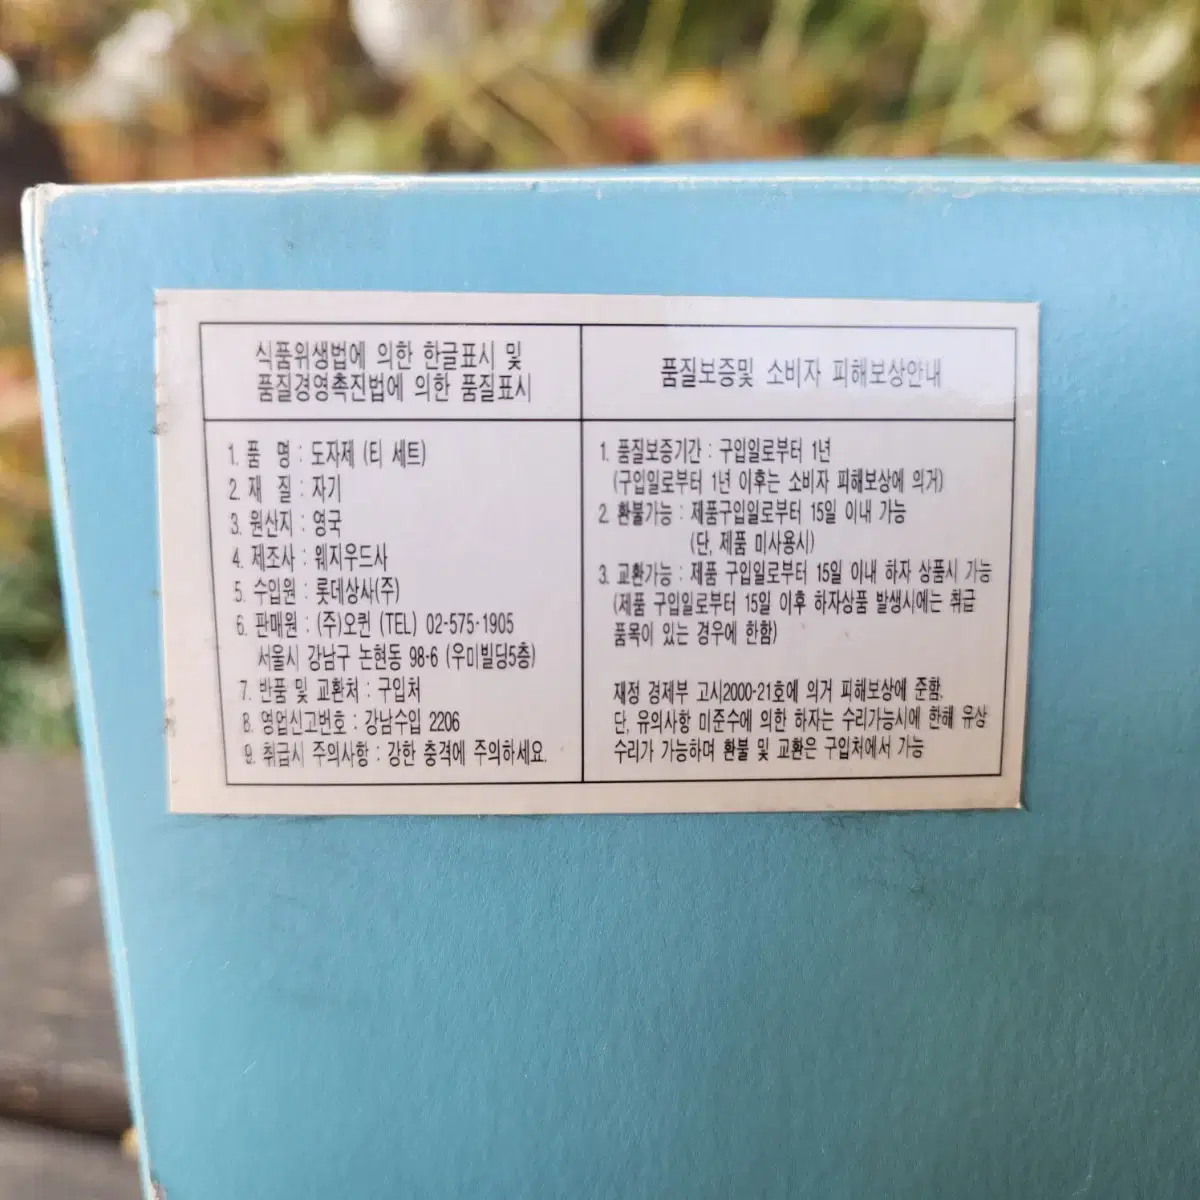 식품위생법에 의한 한글표시 및
품질경영촉진법에 의한 품질표시
1. 품 명 : 도자제 (티 세트)
2. 재 질 : 자기
3. 원산지 : 영국
4. 제조사 : 웨지우드사
5. 수입원 : 롯데상사(주)
6. 판매원 : (주)오퀸 (TEL) 02-575-1905
서울시 강남구 논현동 98-6 (우미빌딩5층)
7. 반품 및 교환처 : 구입처
8. 영업신고번호 : 강남수입 2206
9. 취급시 주의사항 : 강한 충격에 주의하세요.
품질보증및 소비자 피해보상안내
1. 품질보증기간 : 구입일로부터 1년
(구입일로부터 1년 이후는 소비자 피해보상에 의거)
2. 환불가능 : 제품구입일로부터 15일 이내 가능
(단, 제품 미사용시)
3. 교환가능 : 제품 구입일로부터 15일 이내 하자 상품시 가능
(제품 구입일로부터 15일 이후 하자상품 발생시에는 취급
품목이 있는 경우에 한함)
재정 경제부 고시2000-21호에 의거 피해보상에 준함.
단, 유의사항 미준수에 의한 하자는 수리가능시에 한해 유상
수리가 가능하며 환불 및 교환은 구입처에서 가능